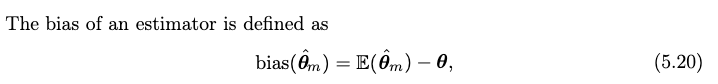 The bias of an estimator is defined as
bias(θ̂ₘ) = 𝔼(θ̂ₘ) − θ, (5.20)